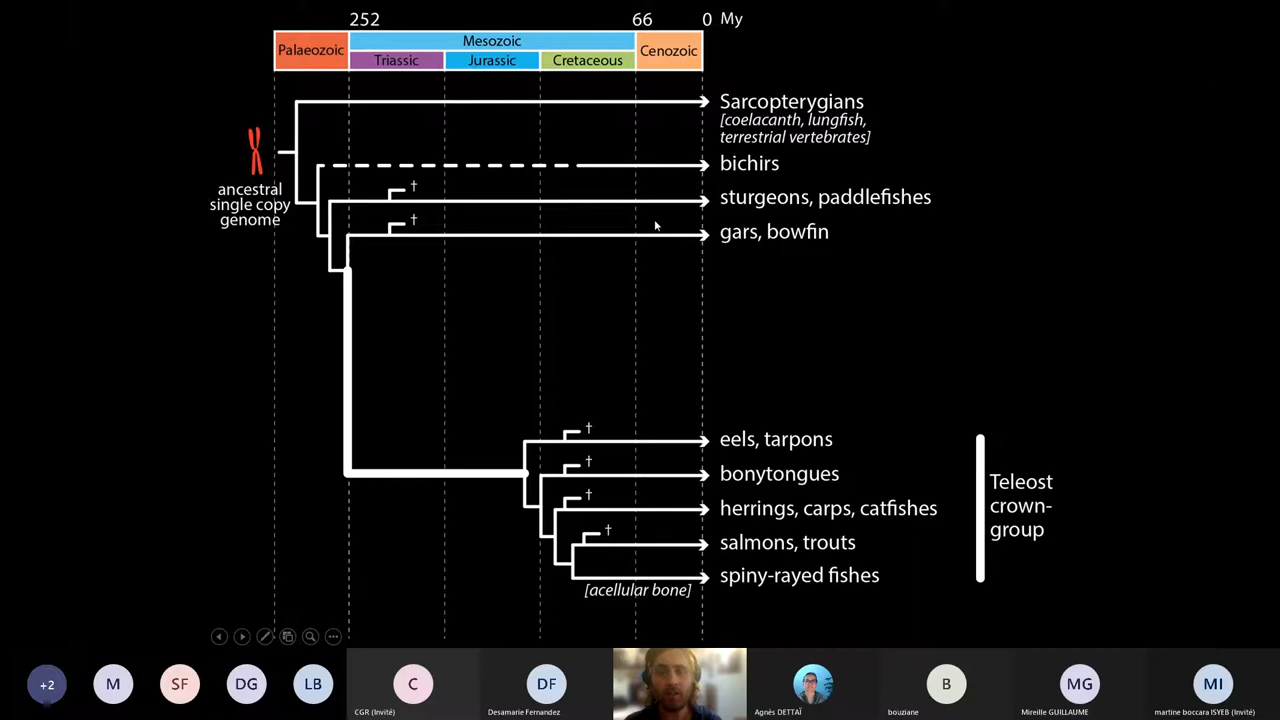 252
66
0 My
Palaeozoic
Mesozoic
Cenozoic
Triassic
Jurassic
Cretaceous
Sarcopterygians
[coelacanth, lungfish,
terrestrial vertebrates]
ancestral
single copy
genome
bichirs
†
sturgeons, paddlefishes
†
gars, bowfin
†
eels, tarpons
†
bonytongues
†
herrings, carps, catfishes
†
salmons, trouts
spiny-rayed fishes
[acellular bone]
Teleost
crown-
group
+2
M
SF
DG
LB
C
CGR (Invité)
DF
Desamarie Fernandez
Agnès DETTAÏ
B
bouziane
MG
Mireille GUILLAUME
MI
martine boccara ISYEB (Invité)